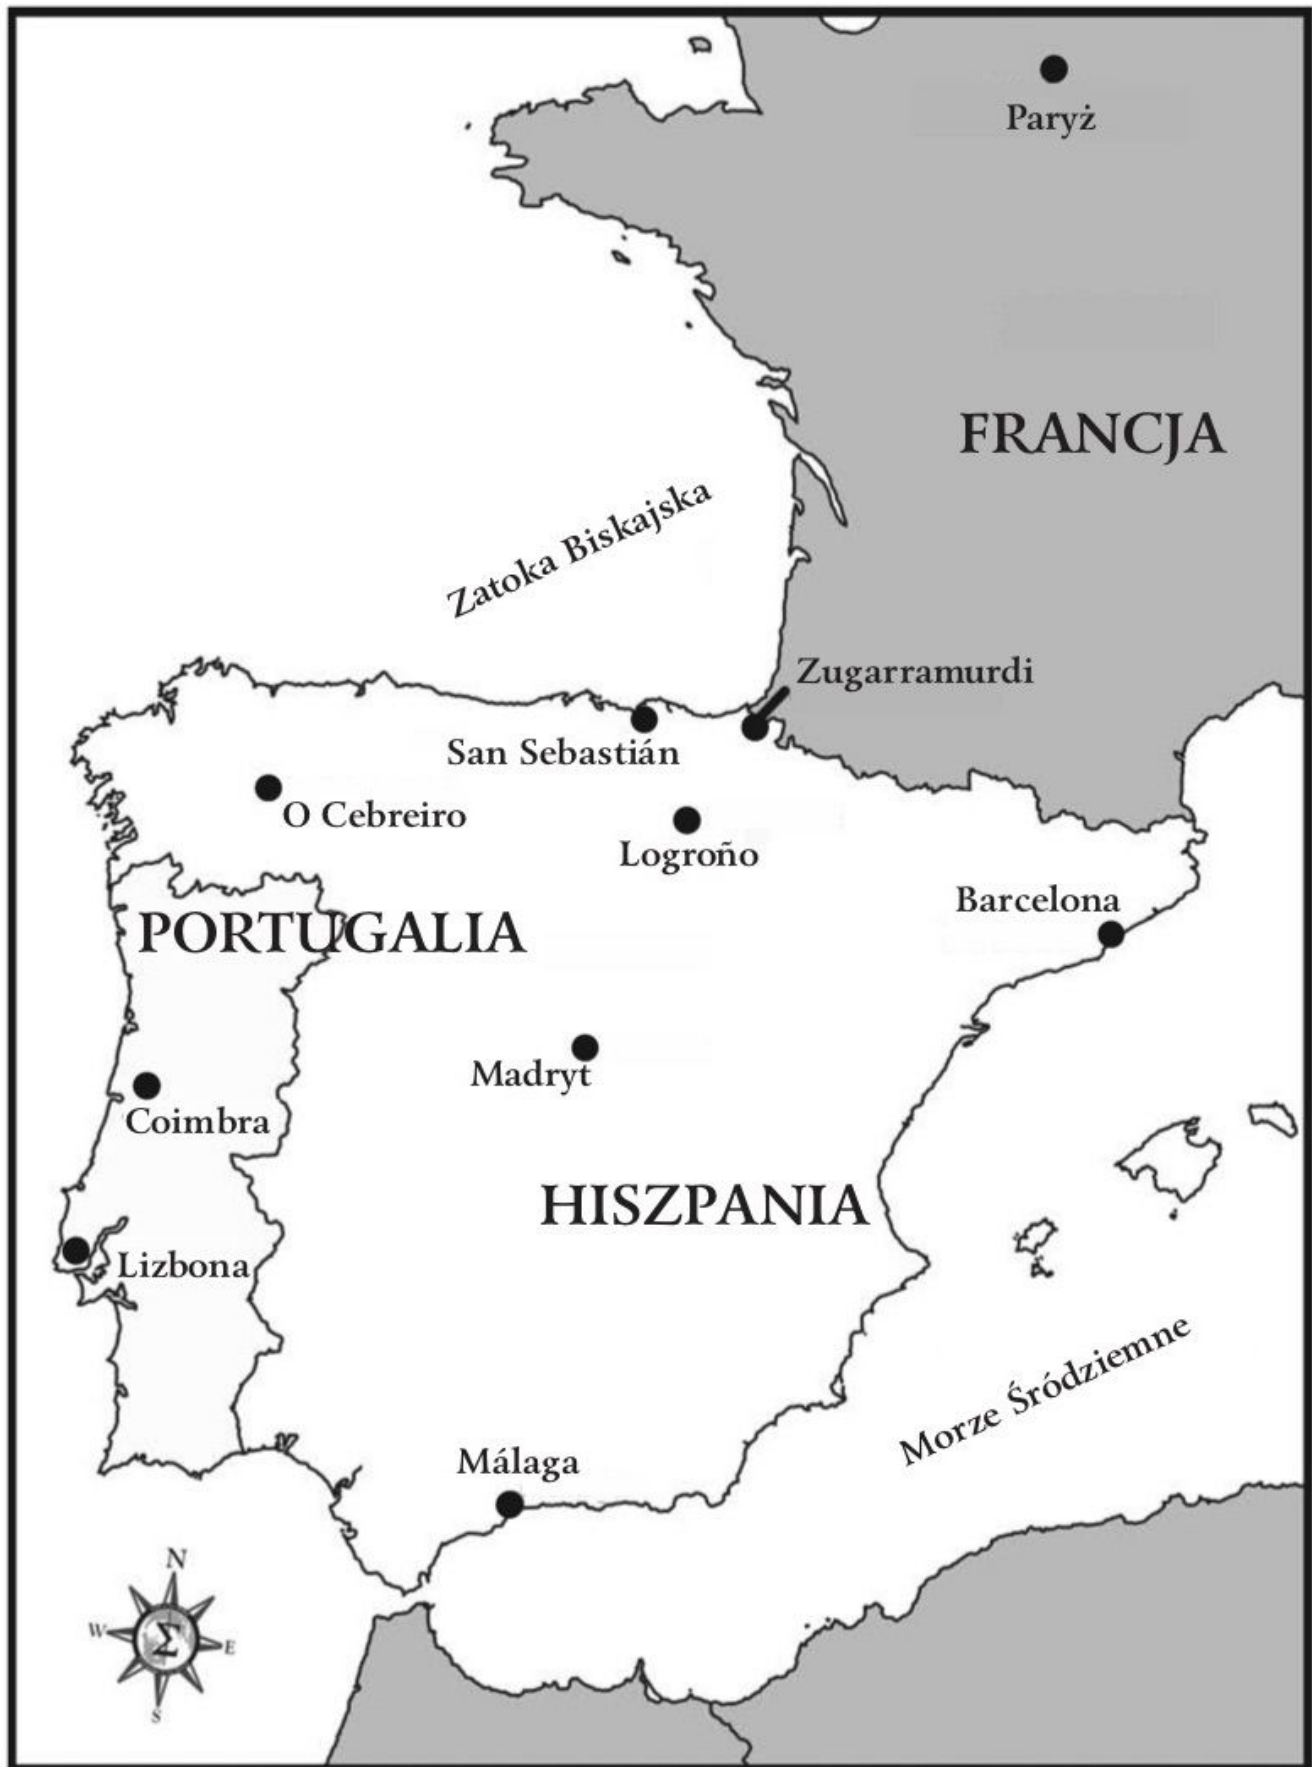 Paryż
FRANCJA
Zatoka Biskajska
Zugarramurdi
San Sebastián
O Cebreiro
Logroño
Barcelona
PORTUGALIA
Madryt
Coimbra
HISZPANIA
Lizbona
Morze Śródziemne
Málaga
N
W
Σ
E
S